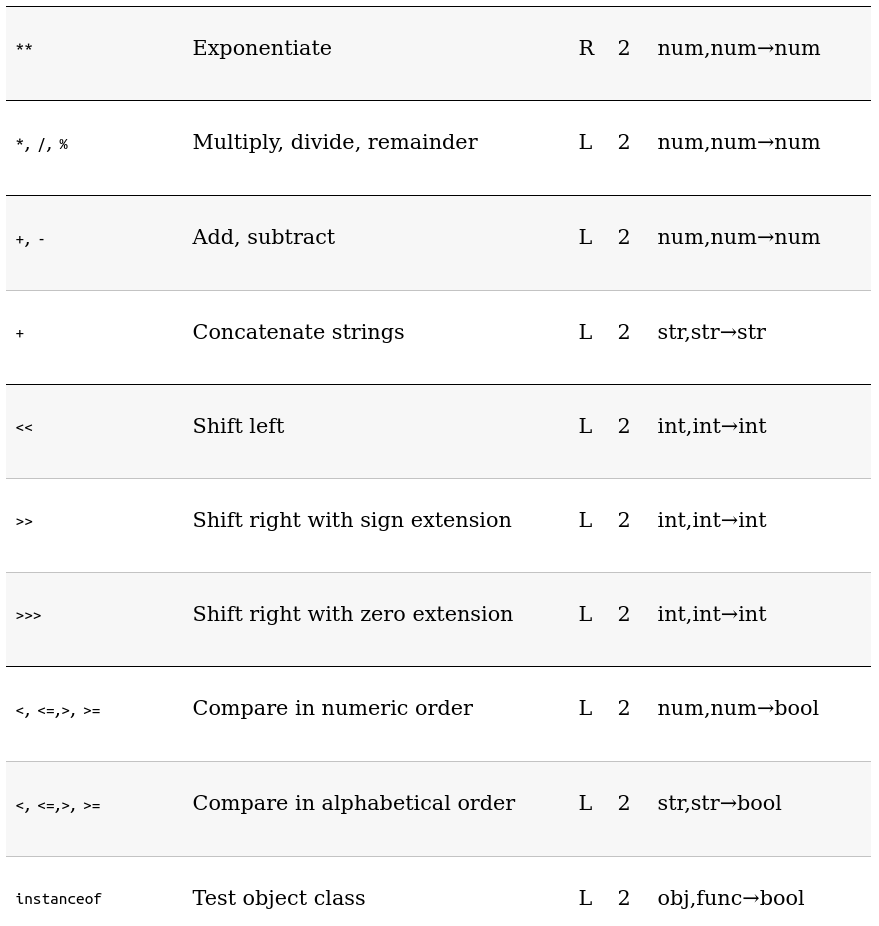 ** Exponentiate R 2 num,num→num
*, /, % Multiply, divide, remainder L 2 num,num→num
+, - Add, subtract L 2 num,num→num
+ Concatenate strings L 2 str,str→str
<< Shift left L 2 int,int→int
>> Shift right with sign extension L 2 int,int→int
>>> Shift right with zero extension L 2 int,int→int
<, <=,>, >= Compare in numeric order L 2 num,num→bool
<, <=,>, >= Compare in alphabetical order L 2 str,str→bool
instanceof Test object class L 2 obj,func→bool